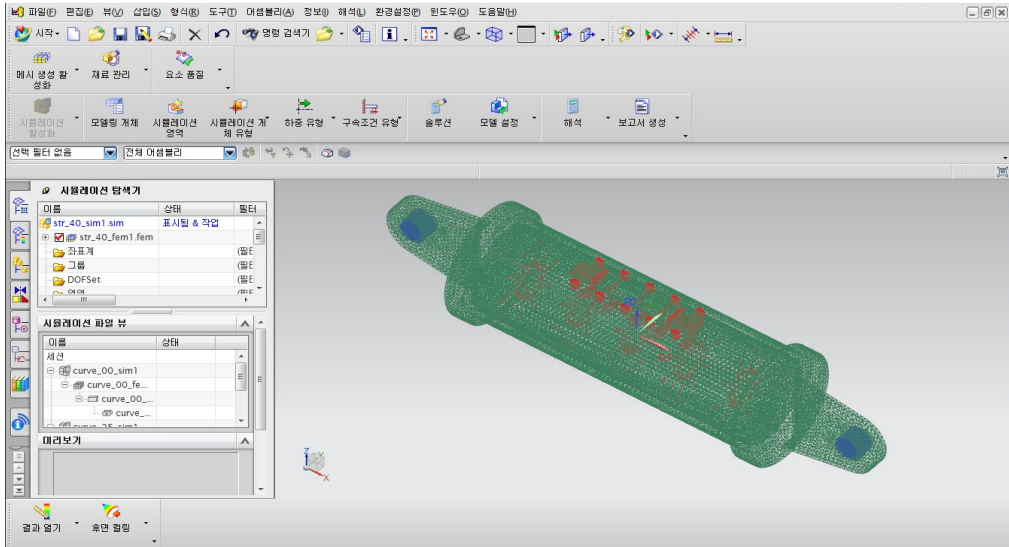 파일(F) 편집(E) 뷰(V) 삽입(S) 형식(R) 도구(T) 어셈블리(A) 정보(I) 해석(L) 환경설정(P) 윈도우(O) 도움말(H)
시작 명령 검색기
메시 생성 활성화 재료 관리 요소 품질
시뮬레이션 활성화 모델링 개체 시뮬레이션 영역 시뮬레이션 개체 유형 하중 유형 구속조건 유형 솔루션 모델 설정 해석 보고서 생성
선택 필터 없음 전체 어셈블리
시뮬레이션 탐색기
이름 상태 필터
str_40_sim1.sim 표시됨 & 작업
str_40_fem1.fem
좌표계 (필터
그룹 (필터
DOFSet (필터
시뮬레이션 파일 뷰
이름 상태
세션
curve_00_sim1
curve_00_fe...
curve_00_...
curve_...
curve_25_sim1
미리보기
Z
X
결과 열기 후면 컬링